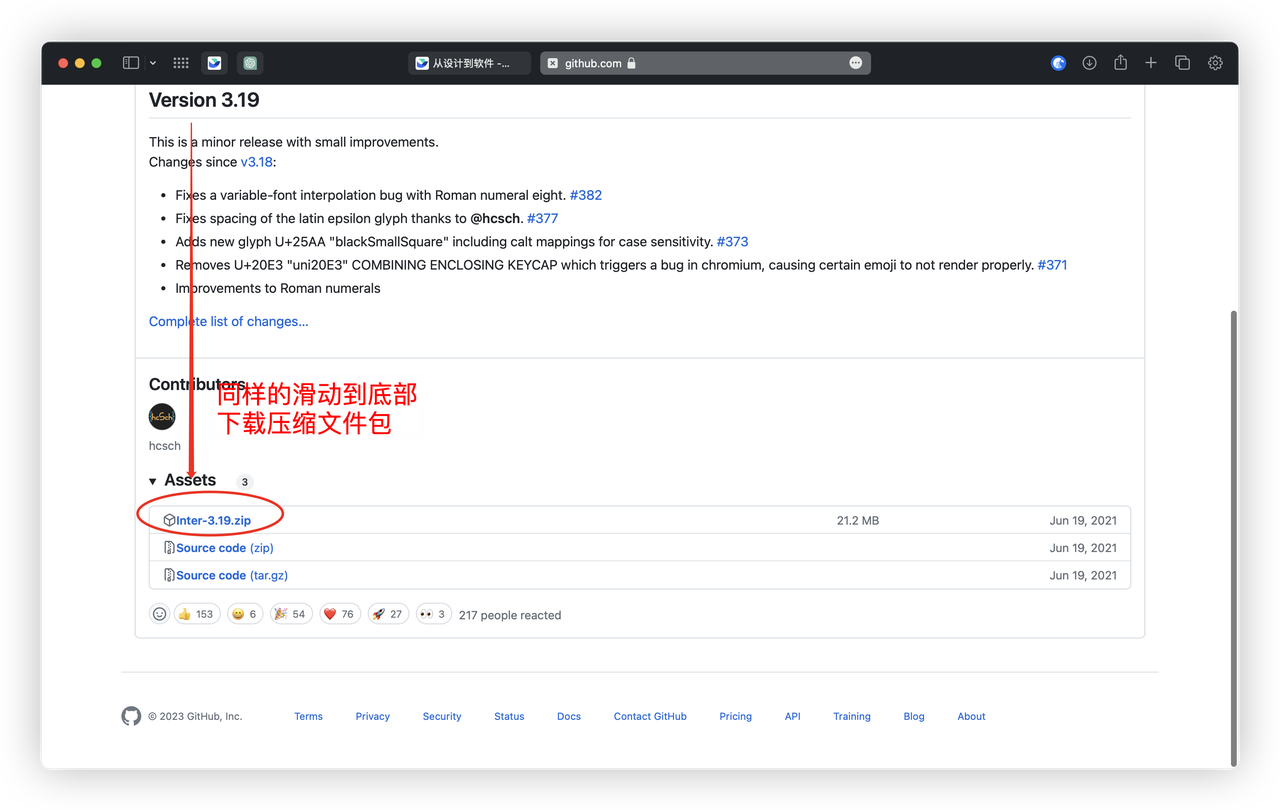 从设计到软件 -...
github.com
Version 3.19
This is a minor release with small improvements.
Changes since v3.18:
• Fixes a variable-font interpolation bug with Roman numeral eight. #382
• Fixes spacing of the latin epsilon glyph thanks to @hcsch. #377
• Adds new glyph U+25AA "blackSmallSquare" including calt mappings for case sensitivity. #373
• Removes U+20E3 "uni20E3" COMBINING ENCLOSING KEYCAP which triggers a bug in chromium, causing certain emoji to not render properly. #371
• Improvements to Roman numerals
Complete list of changes...
Contributors
同样的滑动到底部
下载压缩文件包
hcSch
hcsch
Assets 3
Inter-3.19.zip 21.2 MB Jun 19, 2021
Source code (zip) Jun 19, 2021
Source code (tar.gz) Jun 19, 2021
👍 153 😄 6 🎉 54 ❤️ 76 🚀 27 👀 3 217 people reacted
© 2023 GitHub, Inc. Terms Privacy Security Status Docs Contact GitHub Pricing API Training Blog About